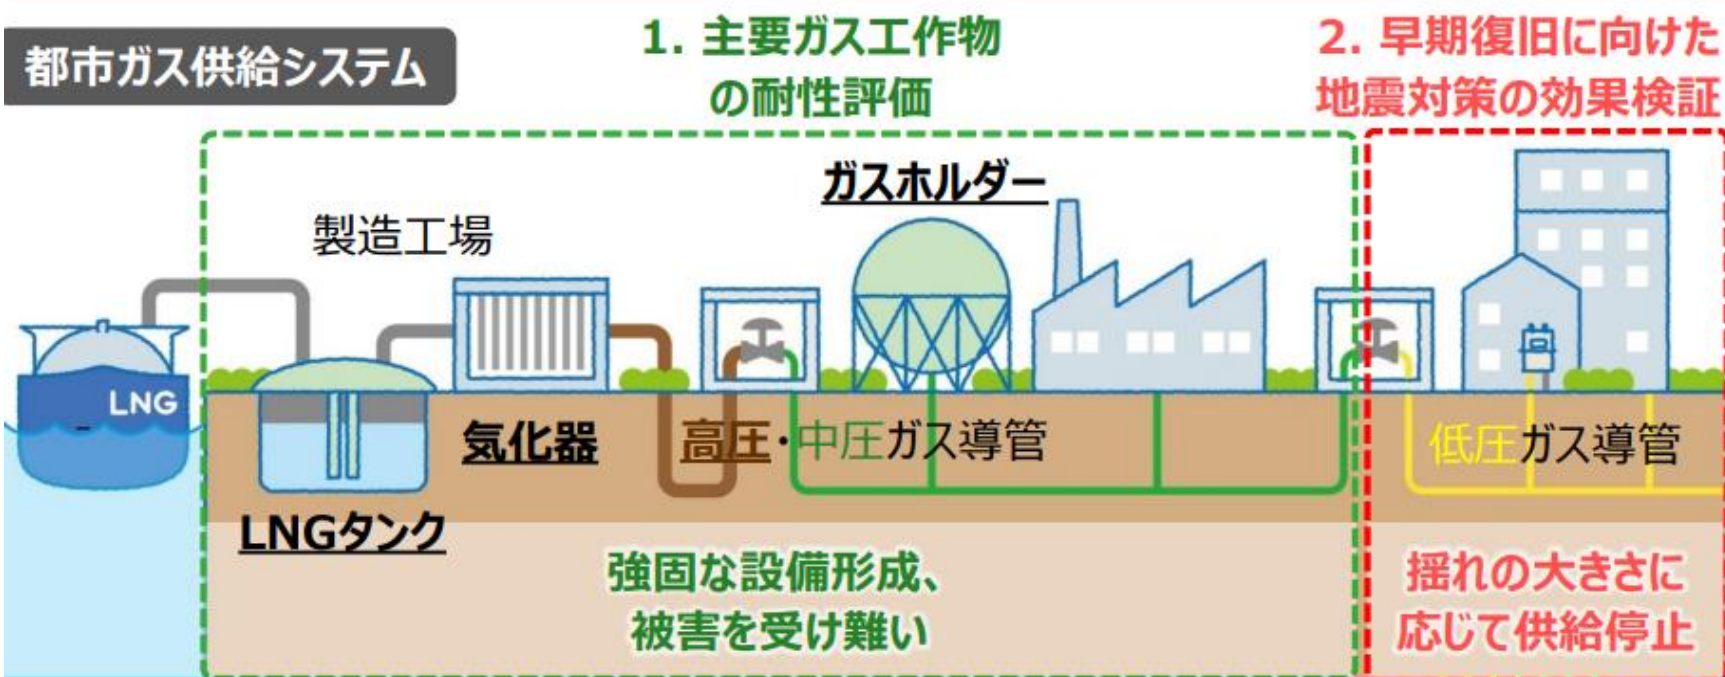 都市ガス供給システム
1. 主要ガス工作物
の耐性評価
2. 早期復旧に向けた
地震対策の効果検証
製造工場
ガスホルダー
LNG
気化器
高圧・中圧ガス導管
低圧ガス導管
LNGタンク
強固な設備形成、
被害を受け難い
揺れの大きさに
応じて供給停止